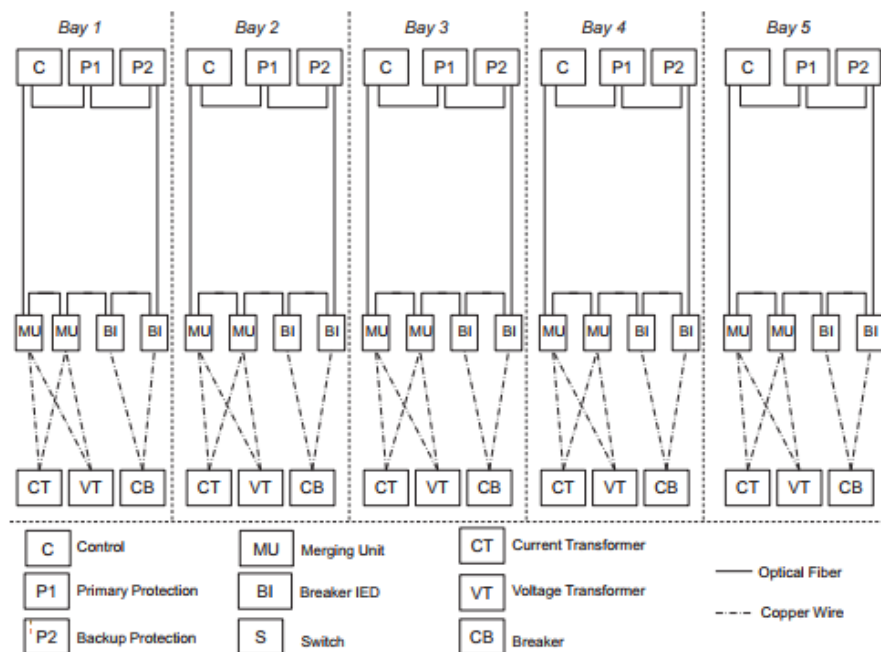 Bay 1 Bay 2 Bay 3 Bay 4 Bay 5
C P1 P2 C P1 P2 C P1 P2 C P1 P2 C P1 P2
MU MU BI BI MU MU BI BI MU MU BI BI MU MU BI BI MU MU BI BI
CT VT CB CT VT CB CT VT CB CT VT CB CT VT CB
C Control MU Merging Unit CT Current Transformer
Optical Fiber
P1 Primary Protection BI Breaker IED VT Voltage Transformer
Copper Wire
P2 Backup Protection S Switch CB Breaker